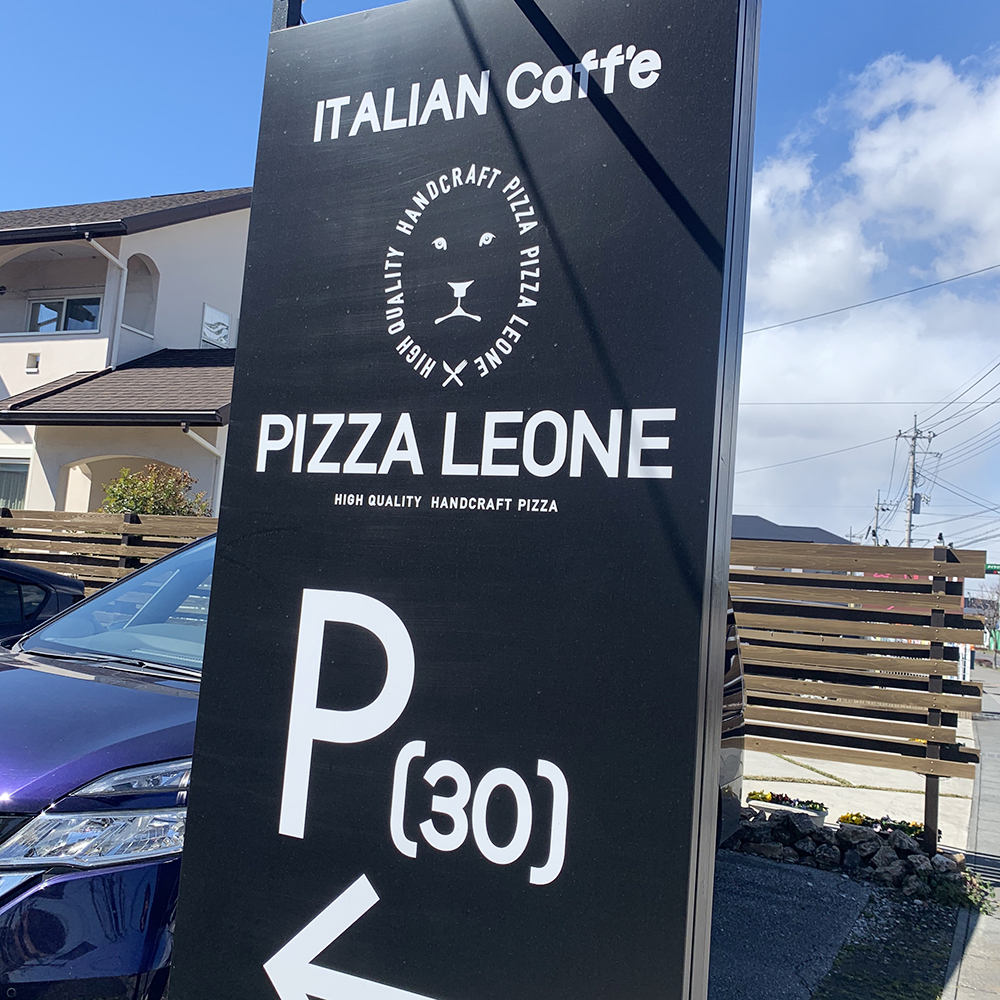 ITALIAN Caff'e
HIGH QUALITY HANDCRAFT PIZZA PIZZA LEONE
PIZZA LEONE
HIGH QUALITY HANDCRAFT PIZZA
P (30)